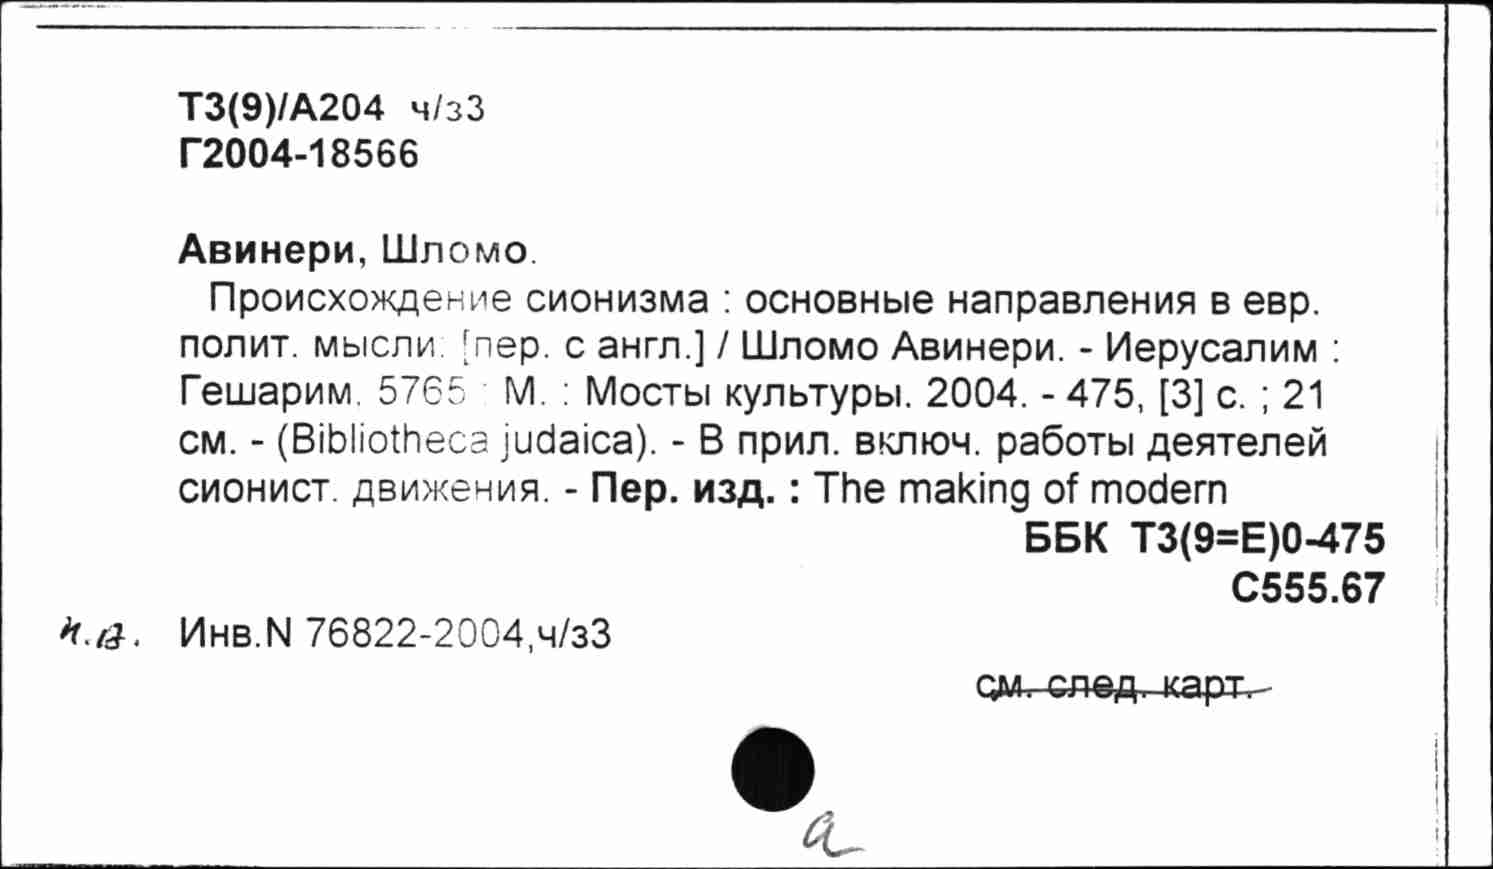 Т3(9)/А204 ч/з3
Г2004-18566
Авинери, Шломо.
Происхождение сионизма : основные направления в евр.
полит. мысли: [пер. с англ.] / Шломо Авинери. - Иерусалим :
Гешарим, 5765 : М. : Мосты культуры. 2004. - 475, [3] с. ; 21
см. - (Bibliotheca judaica). - В прил. включ. работы деятелей
сионист. движения. - Пер. изд. : The making of modern
ББК Т3(9=Е)0-475
С555.67
Инв.N 76822-2004,ч/з3
см. след. карт.
а